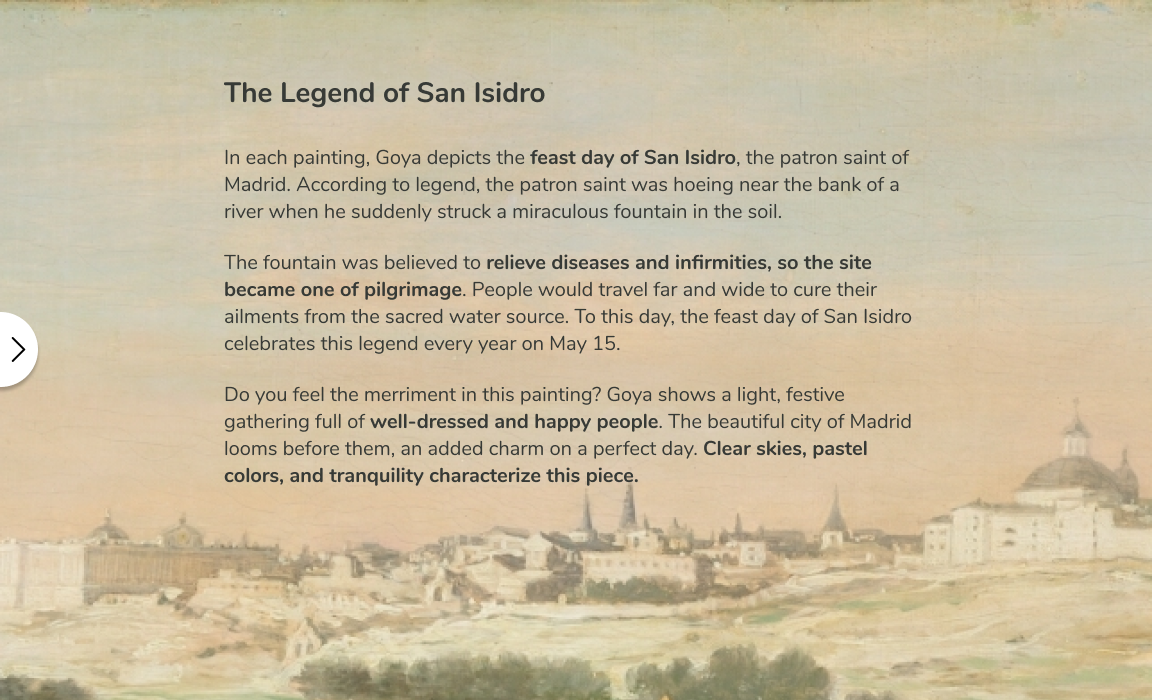 The Legend of San Isidro
In each painting, Goya depicts the feast day of San Isidro, the patron saint of
Madrid. According to legend, the patron saint was hoeing near the bank of a
river when he suddenly struck a miraculous fountain in the soil.
The fountain was believed to relieve diseases and infirmities, so the site
became one of pilgrimage. People would travel far and wide to cure their
ailments from the sacred water source. To this day, the feast day of San Isidro
celebrates this legend every year on May 15.
Do you feel the merriment in this painting? Goya shows a light, festive
gathering full of well-dressed and happy people. The beautiful city of Madrid
looms before them, an added charm on a perfect day. Clear skies, pastel
colors, and tranquility characterize this piece.